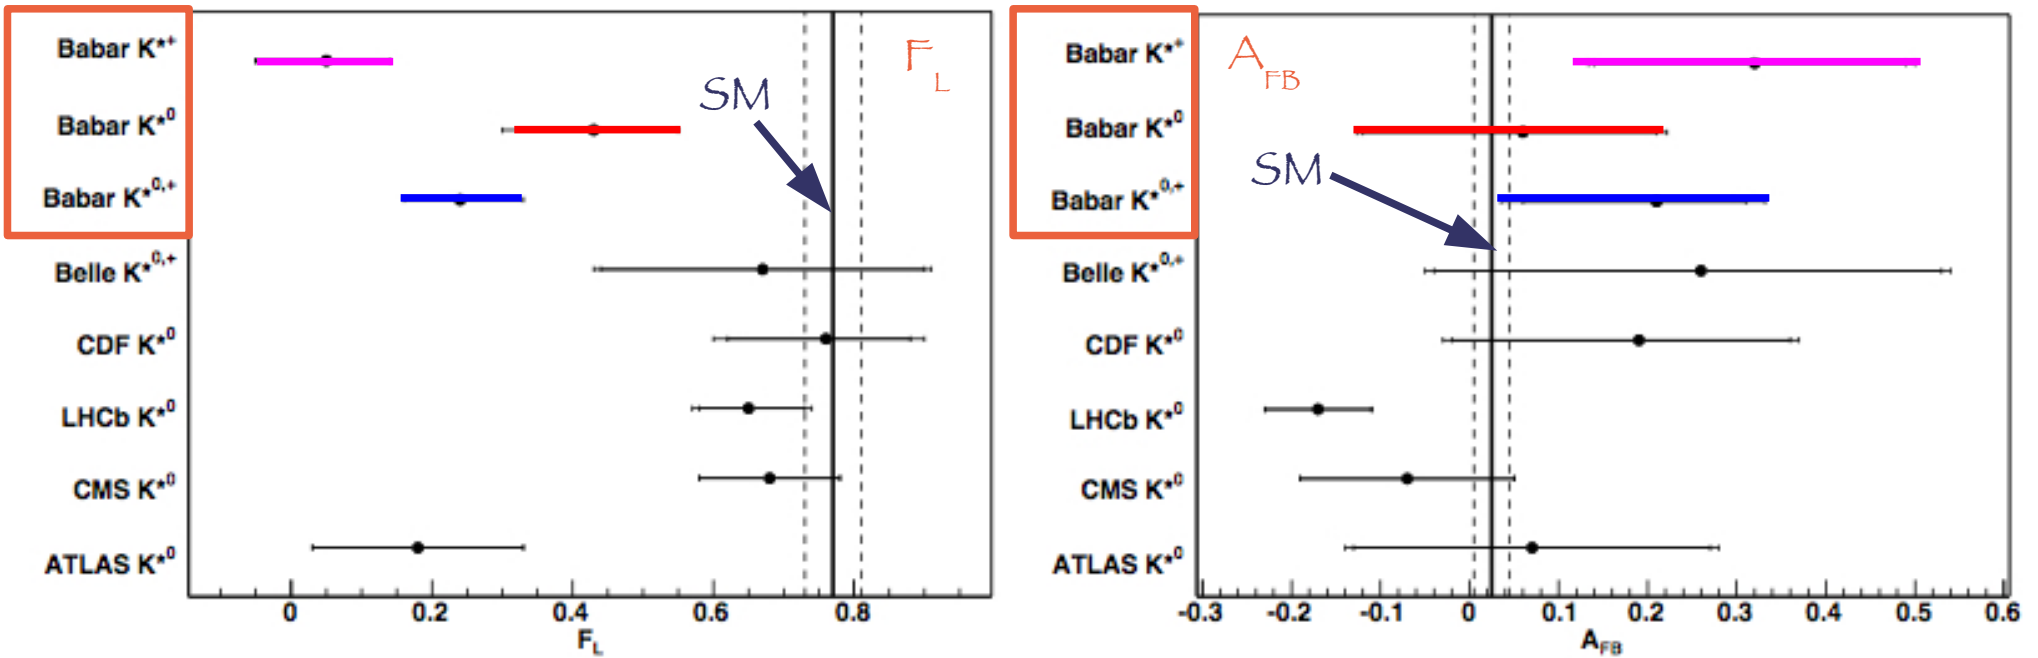 Babar K*+
Babar K*0
Babar K*0,+
Belle K*0,+
CDF K*0
LHCb K*0
CMS K*0
ATLAS K*0
FL
SM
0 0.2 0.4 0.6 0.8
FL
Babar K*+
Babar K*0
Babar K*0,+
Belle K*0,+
CDF K*0
LHCb K*0
CMS K*0
ATLAS K*0
AFB
SM
-0.3 -0.2 -0.1 0 0.1 0.2 0.3 0.4 0.5 0.6
AFB